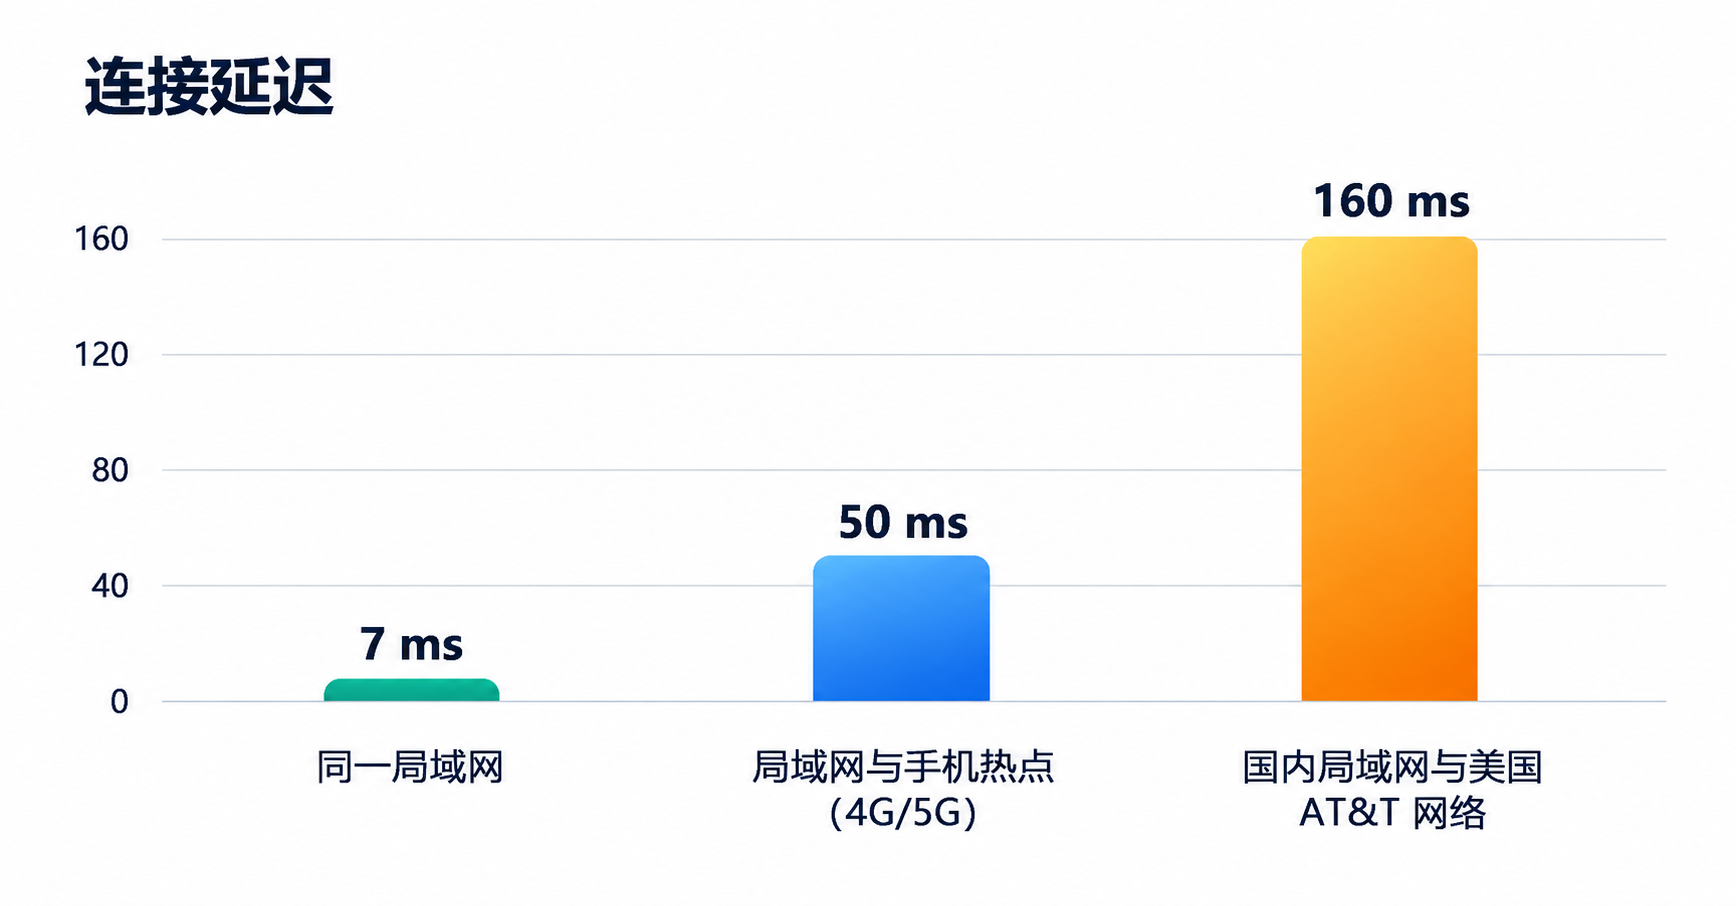 连接延迟
160 ms
160
120
80
50 ms
40
7 ms
0
同一局域网
局域网与手机热点
(4G/5G)
国内局域网与美国
AT&T 网络